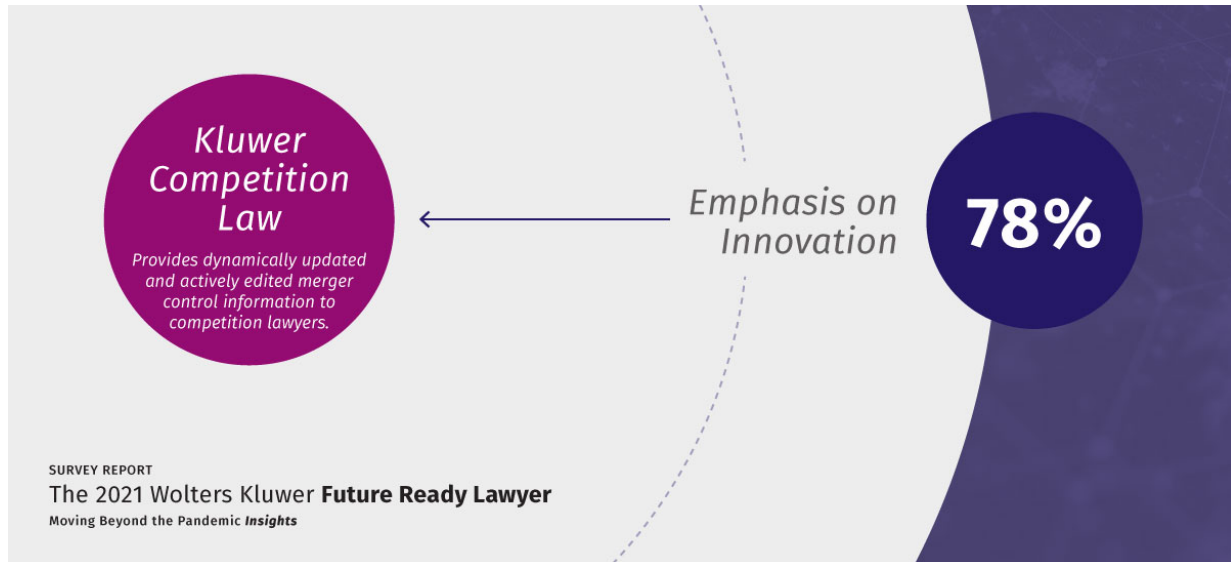 Kluwer
Competition
Law
Provides dynamically updated
and actively edited merger
control information to
competition lawyers.
Emphasis on
Innovation
78%
SURVEY REPORT
The 2021 Wolters Kluwer Future Ready Lawyer
Moving Beyond the Pandemic Insights